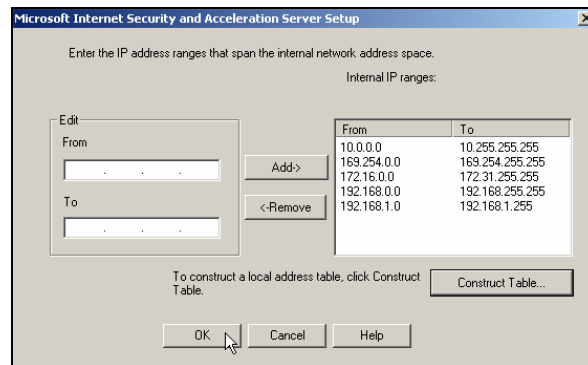 Microsoft Internet Security and Acceleration Server Setup
Enter the IP address ranges that span the internal network address space.
Internal IP ranges:
Edit
From
To
Add->
<-Remove
From To
10.0.0.0 10.255.255.255
169.254.0.0 169.254.255.255
172.16.0.0 172.31.255.255
192.168.0.0 192.168.255.255
192.168.1.0 192.168.1.255
To construct a local address table, click Construct
Table.
Construct Table...
OK Cancel Help